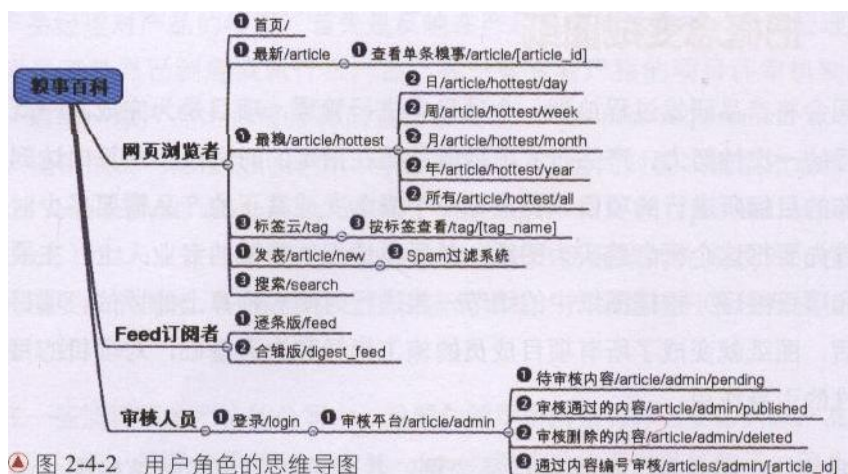 ❶ 首页/
❶ 最新/article ❶ 查看单条糗事/article/[article_id]
糗事百科
❷ 日/article/hottest/day
❷ 周/article/hottest/week
网页浏览者 ❶ 最糗/article/hottest ❷ 月/article/hottest/month
❷ 年/article/hottest/year
❷ 所有/article/hottest/all
❸ 标签云/tag ❸ 按标签查看/tag/[tag_name]
❶ 发表/article/new ❸ Spam过滤系统
❸ 搜索/search
Feed订阅者 ❶ 逐条版/feed
❷ 合辑版/digest_feed
❶ 待审核内容/article/admin/pending
审核人员 ❶ 登录/login ❶ 审核平台/article/admin ❷ 审核通过的内容/article/admin/published
❷ 审核删除的内容/article/admin/deleted
❸ 通过内容编号审核/articles/admin/[article_id]
图 2-4-2 用户角色的思维导图